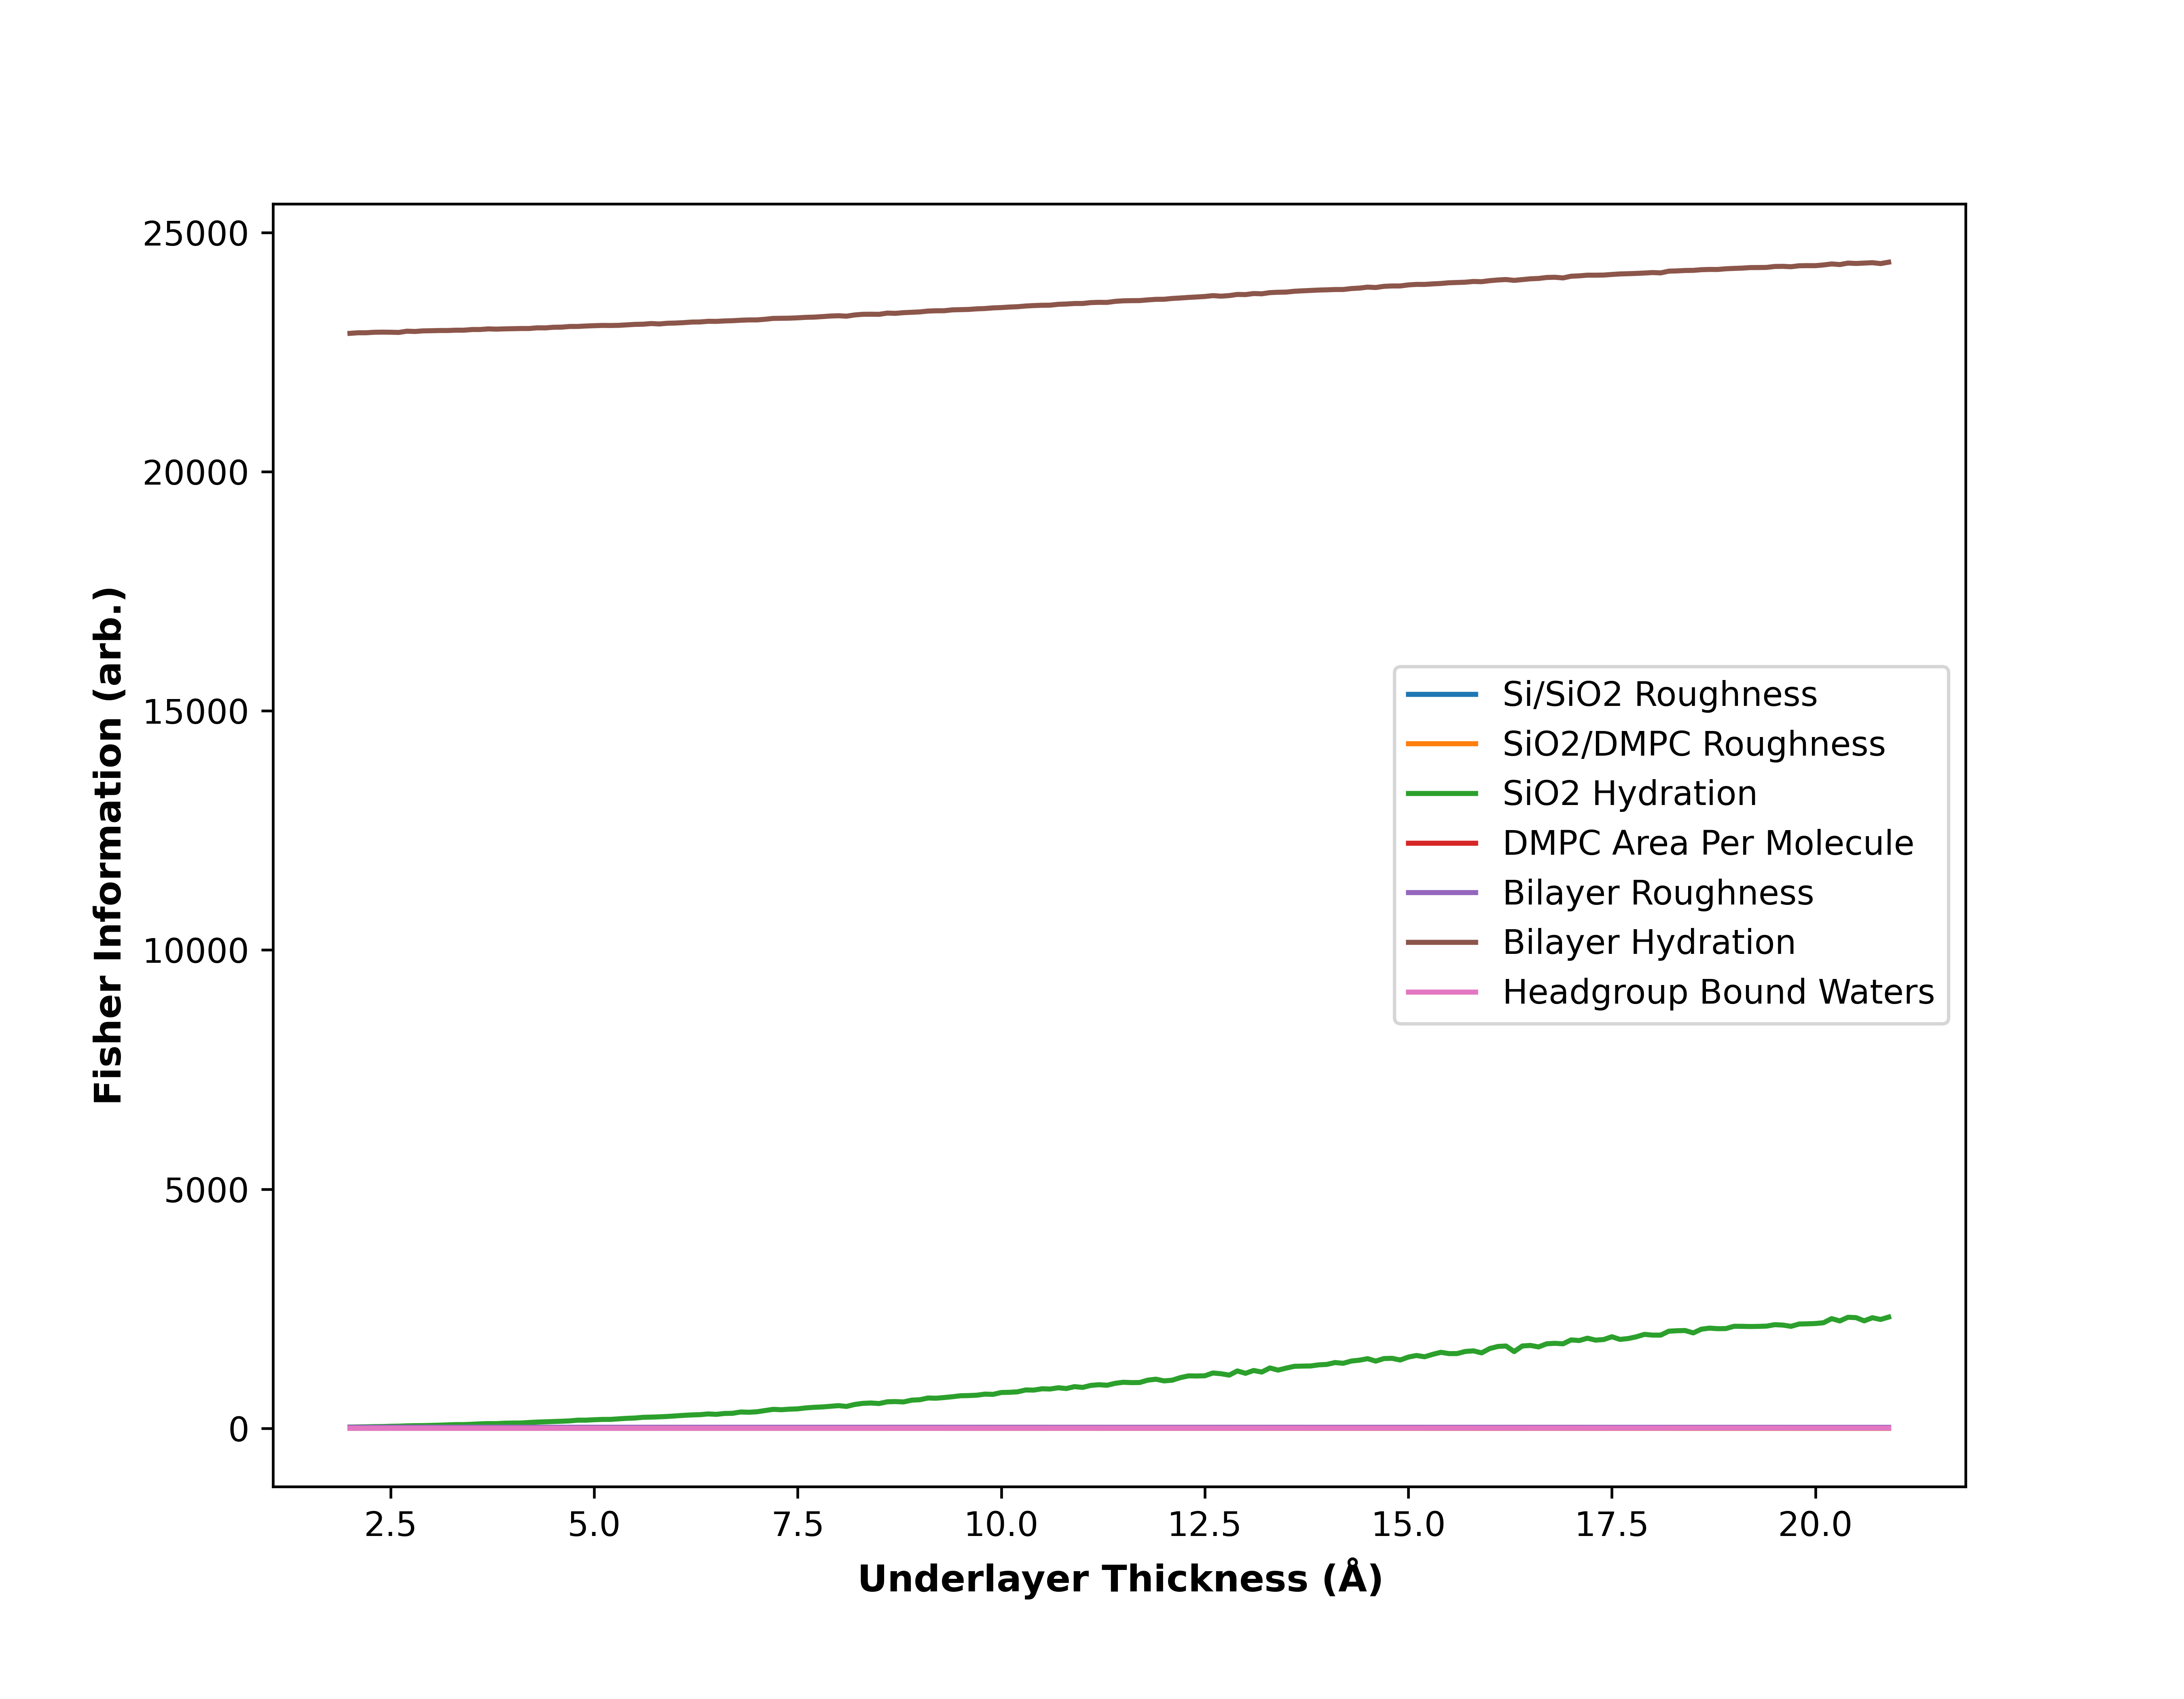 25000
20000
15000
10000
5000
0
Fisher Information (arb.)
Si/SiO2 Roughness
SiO2/DMPC Roughness
SiO2 Hydration
DMPC Area Per Molecule
Bilayer Roughness
Bilayer Hydration
Headgroup Bound Waters
2.5 5.0 7.5 10.0 12.5 15.0 17.5 20.0
Underlayer Thickness (Å)